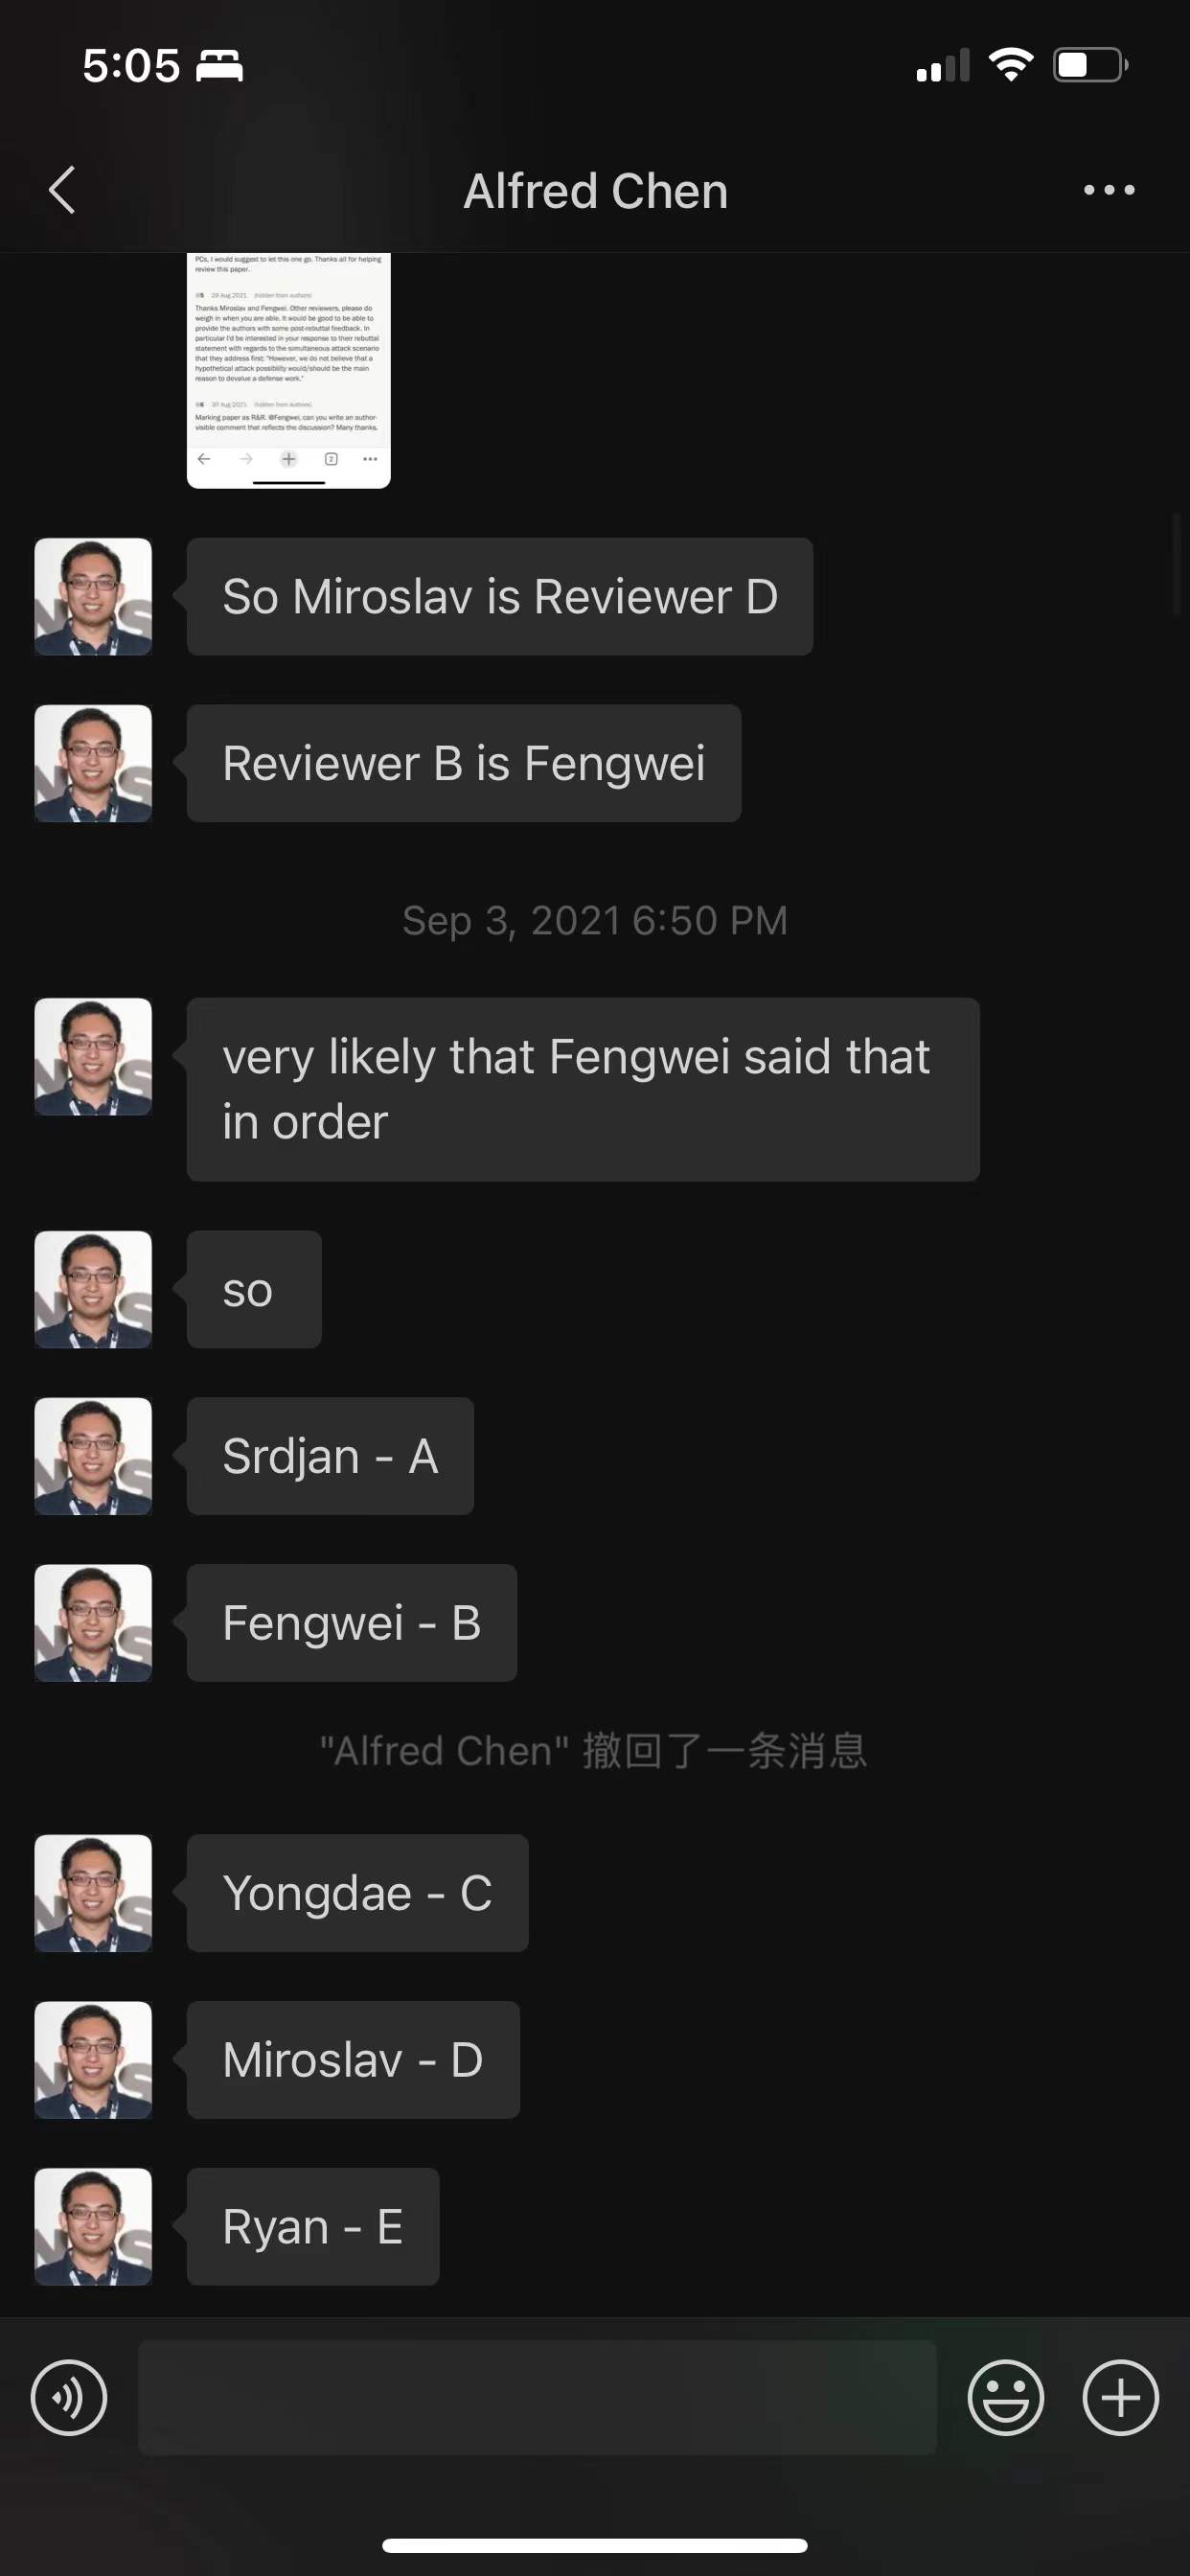 5:05
Alfred Chen
PCs, I would suggest to let this one go. Thanks all for helping
review this paper.
#5 29 Aug 2021 (hidden from authors)
Thanks Miroslav and Fengwei. Other reviewers, please do
weigh in when you are able. It would be good to be able to
provide the authors with some post-rebuttal feedback. In
particular I'd be interested in your response to their rebuttal
statement with regards to the simultaneous attack scenario
that they address first: "However, we do not believe that a
hypothetical attack possibility would/should be the main
reason to devalue a defense work."
#6 30 Aug 2021 (hidden from authors)
Marking paper as R&R. @Fengwei, can you write an author-
visible comment that reflects the discussion? Many thanks.
2
So Miroslav is Reviewer D
Reviewer B is Fengwei
Sep 3, 2021 6:50 PM
very likely that Fengwei said that
in order
so
Srdjan - A
Fengwei - B
"Alfred Chen" 撤回了一条消息
Yongdae - C
Miroslav - D
Ryan - E